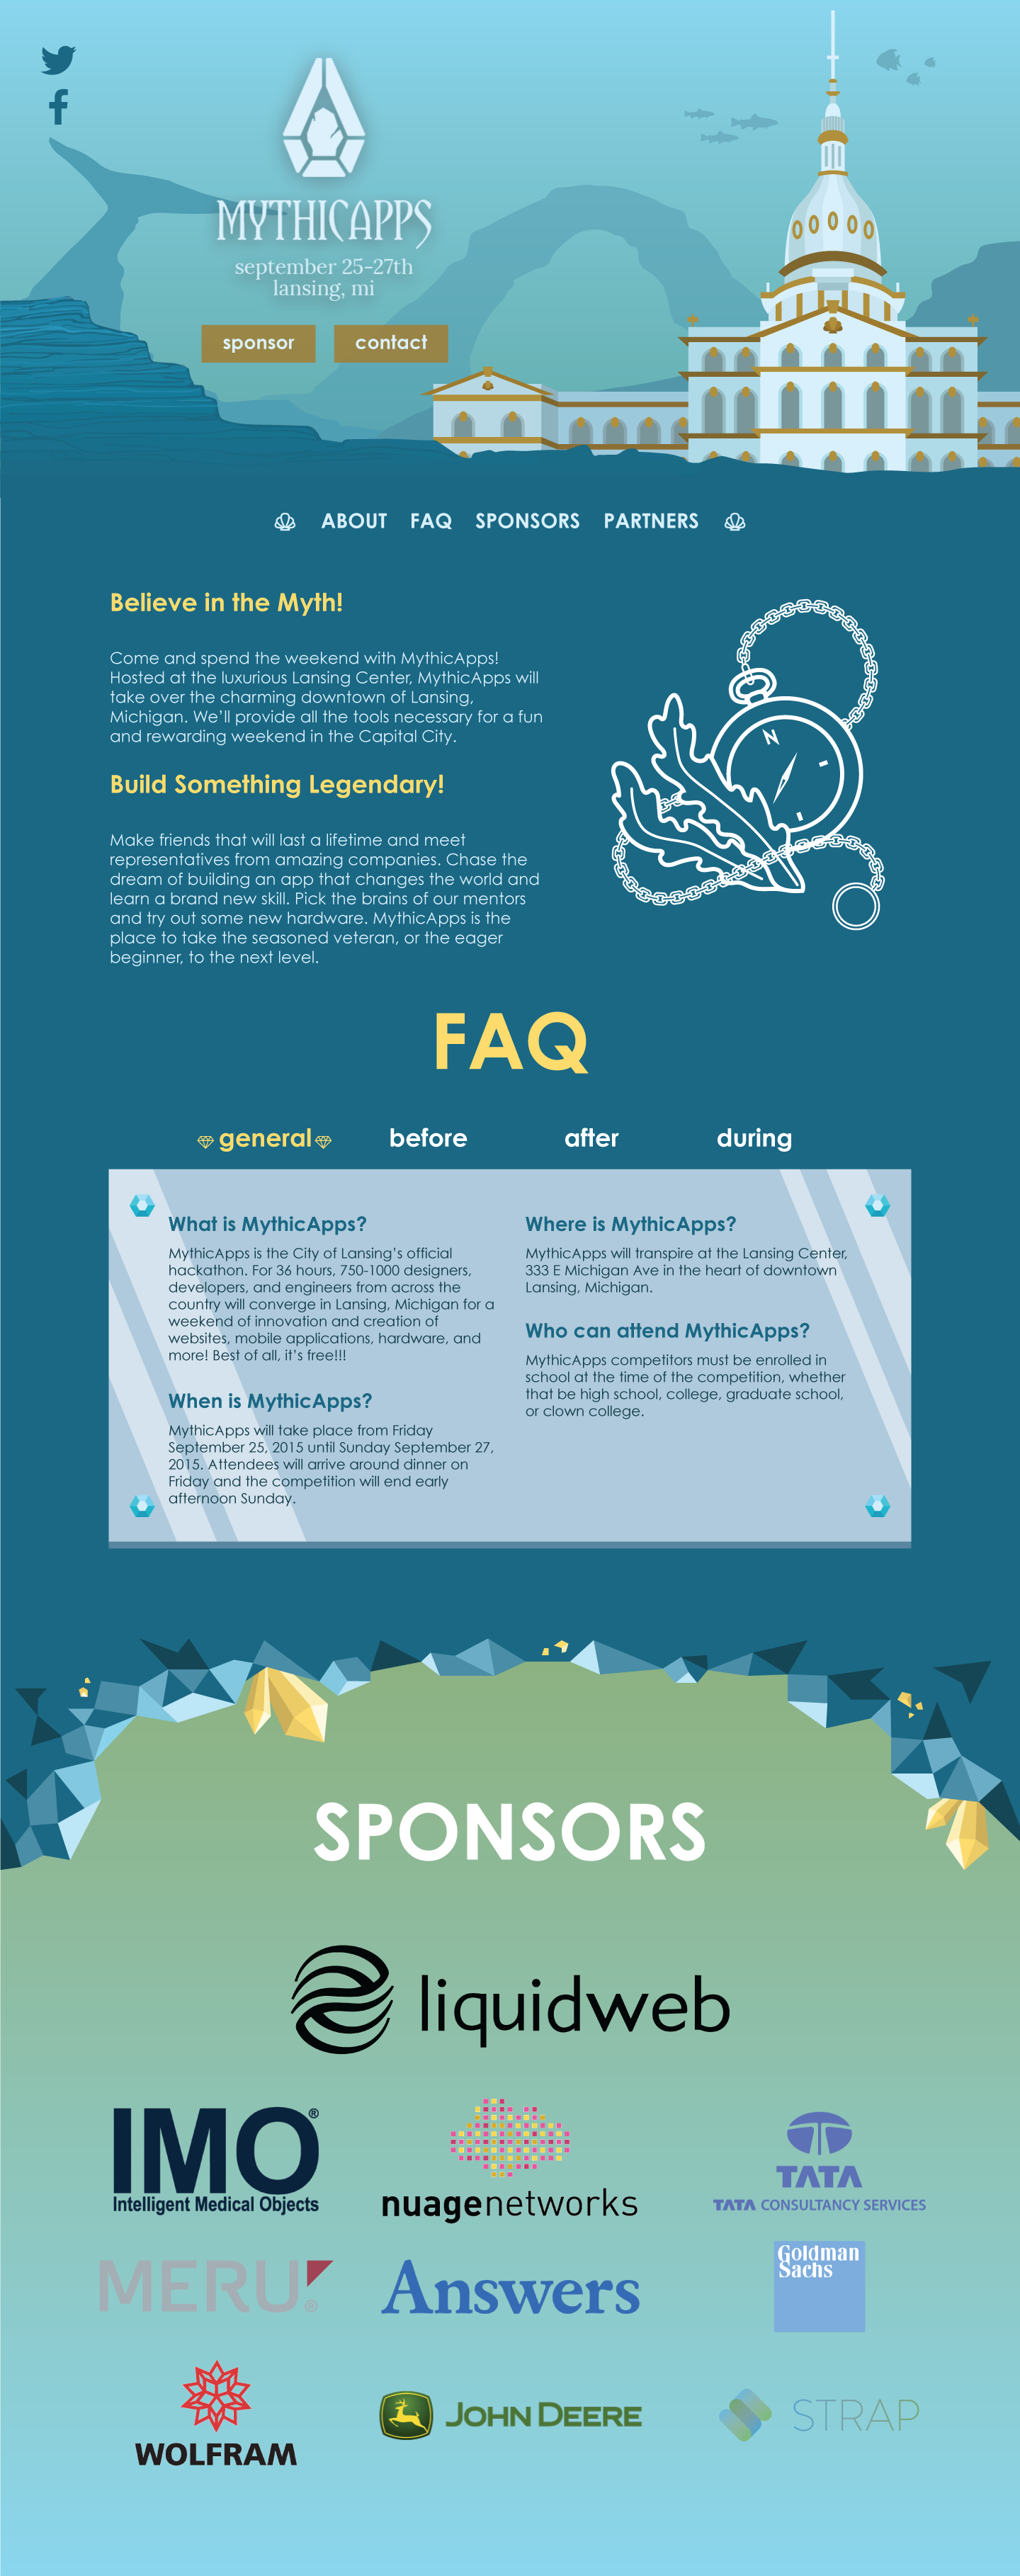 MYTHICAPPS
september 25-27th
lansing, mi
sponsor contact
ABOUT FAQ SPONSORS PARTNERS
Believe in the Myth!
Come and spend the weekend with MythicApps!
Hosted at the luxurious Lansing Center, MythicApps will
take over the charming downtown of Lansing,
Michigan. We'll provide all the tools necessary for a fun
and rewarding weekend in the Capital City.
N
Build Something Legendary!
Make friends that will last a lifetime and meet
representatives from amazing companies. Chase the
dream of building an app that changes the world and
learn a brand new skill. Pick the brains of our mentors
and try out some new hardware. MythicApps is the
place to take the seasoned veteran, or the eager
beginner, to the next level.
FAQ
general before after during
What is MythicApps?
MythicApps is the City of Lansing's official
hackathon. For 36 hours, 750-1000 designers,
developers, and engineers from across the
country will converge in Lansing, Michigan for a
weekend of innovation and creation of
websites, mobile applications, hardware, and
more! Best of all, it's free!!!
When is MythicApps?
MythicApps will take place from Friday
September 25, 2015 until Sunday September 27,
2015. Attendees will arrive around dinner on
Friday and the competition will end early
afternoon Sunday.
Where is MythicApps?
MythicApps will transpire at the Lansing Center,
333 E Michigan Ave in the heart of downtown
Lansing, Michigan.
Who can attend MythicApps?
MythicApps competitors must be enrolled in
school at the time of the competition, whether
that be high school, college, graduate school,
or clown college.
SPONSORS
liquidweb
IMO®
Intelligent Medical Objects
nuagenetworks
TATA
TATA CONSULTANCY SERVICES
MERU®
Answers
Goldman
Sachs
WOLFRAM
JOHN DEERE
STRAP